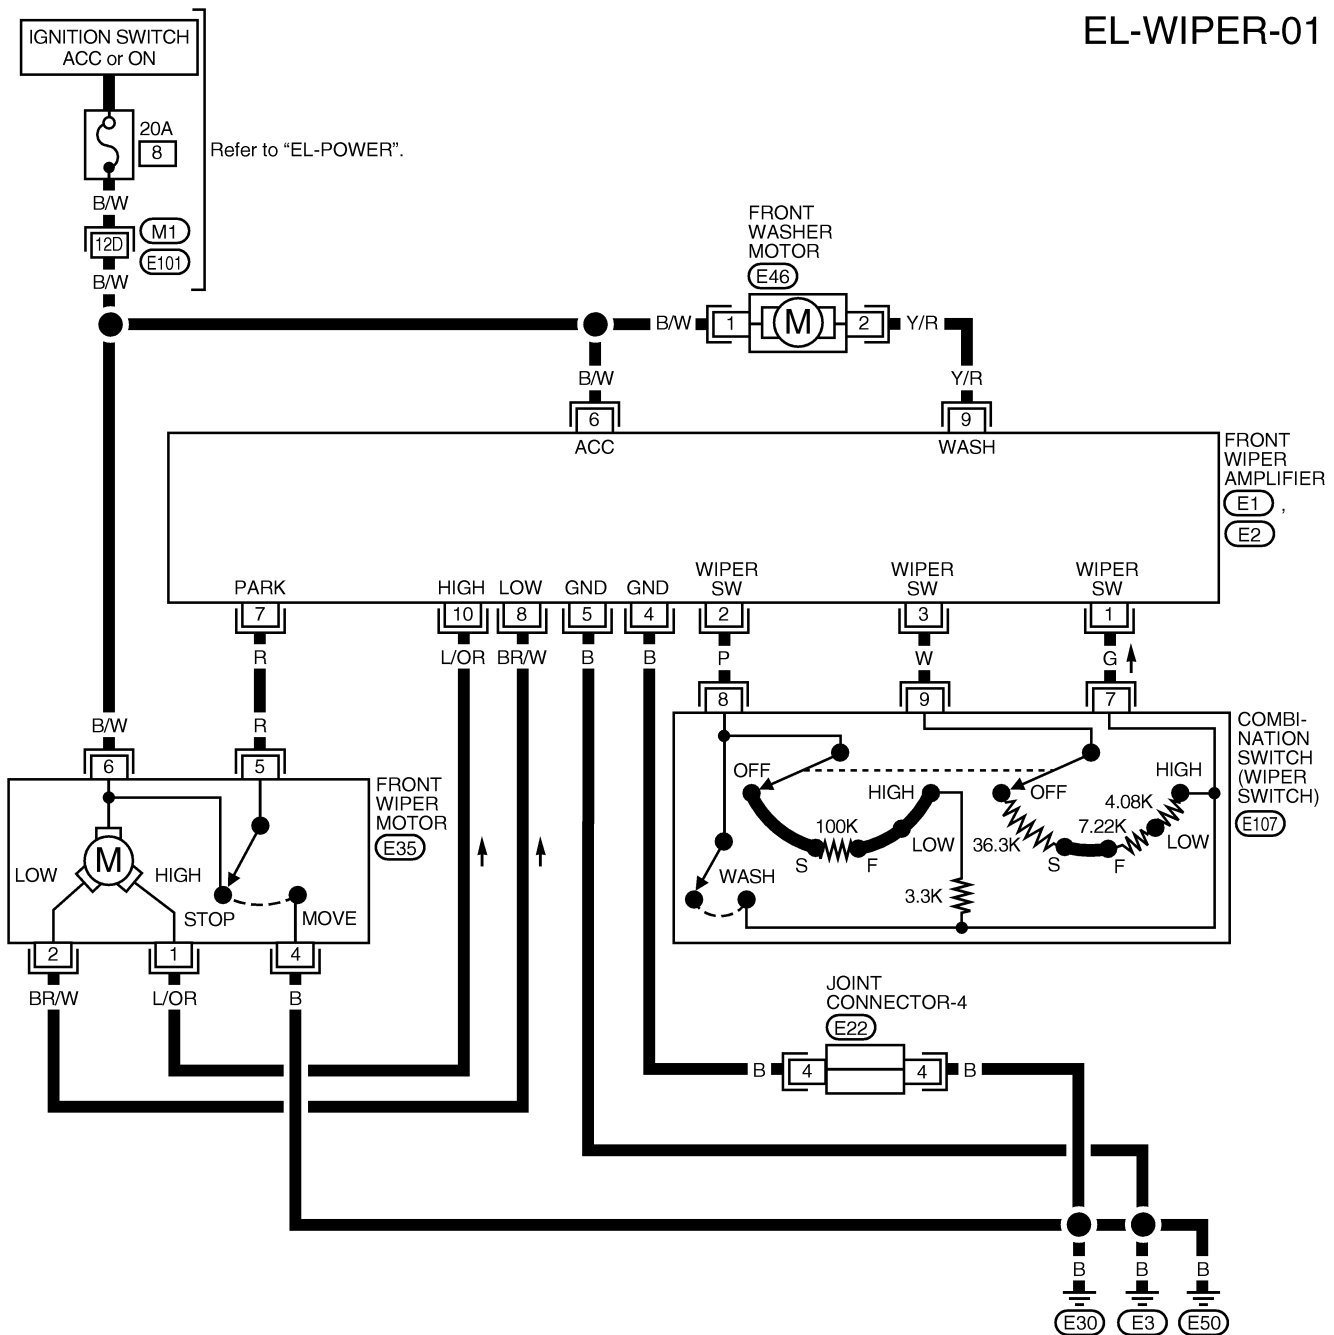 EL-WIPER-01
IGNITION SWITCH
ACC or ON
20A
8
Refer to “EL-POWER”.
B/W
12D
M1
E101
B/W
FRONT
WASHER
MOTOR
E46
B/W
1
M
2
Y/R
B/W
Y/R
6
9
ACC
WASH
FRONT
WIPER
AMPLIFIER
E1 ,
E2
PARK
HIGH
LOW
GND
GND
WIPER
SW
WIPER
SW
WIPER
SW
7
10
8
5
4
2
3
1
R
L/OR
BR/W
B
B
P
W
G
B/W
R
6
5
8
9
7
FRONT
WIPER
MOTOR
E35
M
LOW
HIGH
STOP
MOVE
2
1
4
BR/W
L/OR
B
COMBI-
NATION
SWITCH
(WIPER
SWITCH)
E107
OFF
HIGH
100K
S
F
LOW
WASH
3.3K
OFF
HIGH
4.08K
7.22K
36.3K
S
F
LOW
JOINT
CONNECTOR-4
E22
B
4
4
B
B
B
B
E30
E3
E50